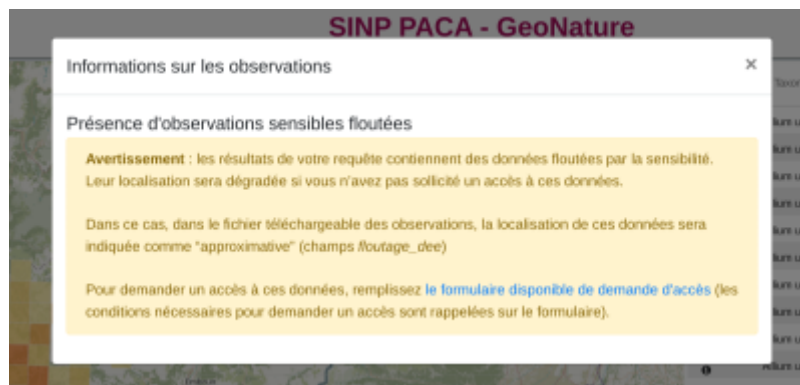 SINP PACA - GeoNature
Informations sur les observations
×
Présence d'observations sensibles floutées
Avertissement : les résultats de votre requête contiennent des données floutées par la sensibilité.
Leur localisation sera dégradée si vous n'avez pas sollicité un accès à ces données.
Dans ce cas, dans le fichier téléchargeable des observations, la localisation de ces données sera
indiquée comme "approximative" (champs floutage_dee)
Pour demander un accès à ces données, remplissez le formulaire disponible de demande d'accès (les
conditions nécessaires pour demander un accès sont rappelées sur le formulaire).